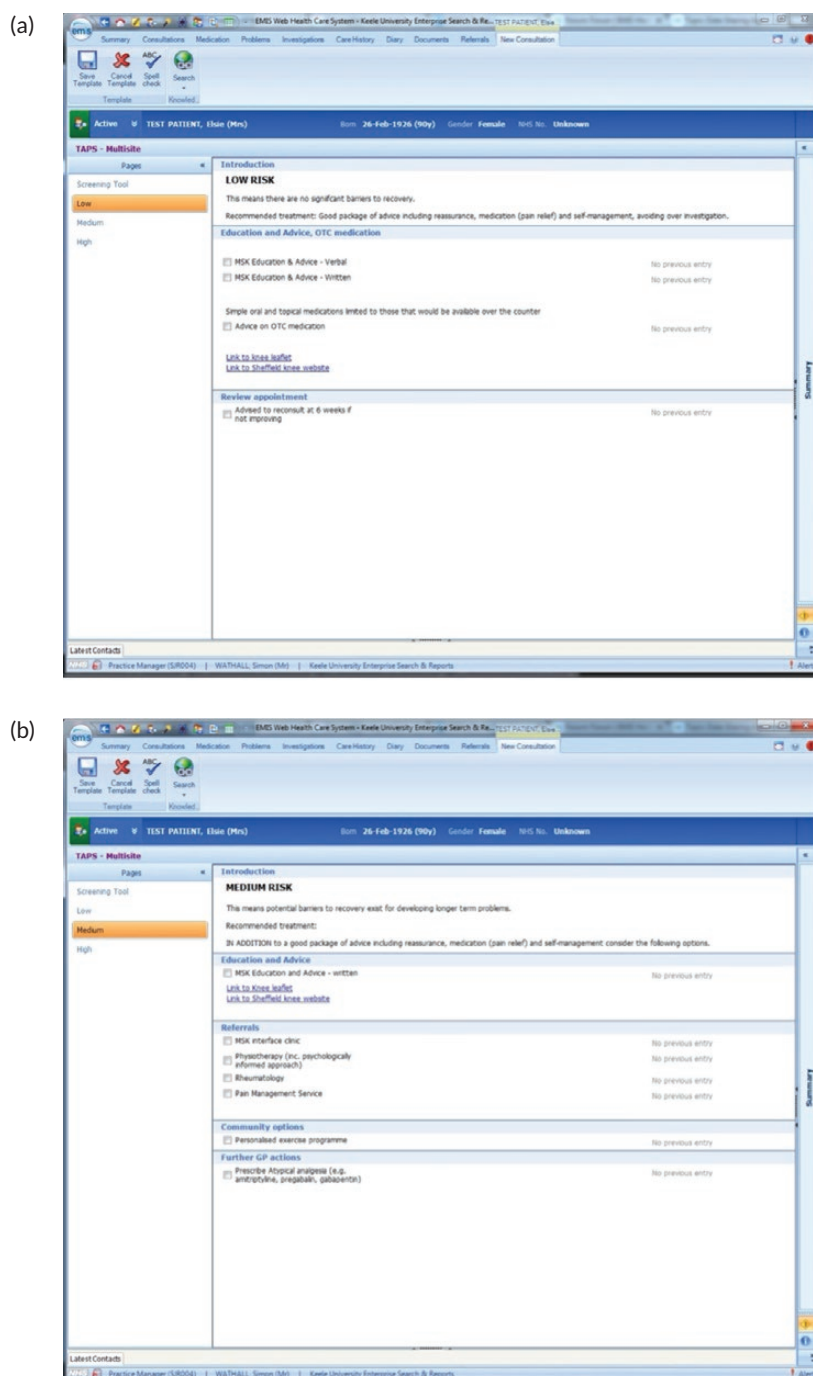 (a)
EMIS Web Health Care System - Keele University Enterprise Search & Re... TEST PATIENT, Elsie
ems
Summary Consultations Medication Problems Investigations Care History Diary Documents Referrals New Consultation
Save Template Cancel Template ABC Spell check Search
Template Knowled...
Active TEST PATIENT, Elsie (Mrs) Born 26-Feb-1926 (90y) Gender Female NHS No. Unknown
TAPS - Multisite
Pages
Screening Tool
Low
Medium
High
Introduction
LOW RISK
This means there are no significant barriers to recovery.
Recommended treatment: Good package of advice including reassurance, medication (pain relief) and self-management, avoiding over investigation.
Education and Advice, OTC medication
MSK Education & Advice - Verbal No previous entry
MSK Education & Advice - Written No previous entry
Simple oral and topical medications limited to those that would be available over the counter
Advice on OTC medication No previous entry
Link to knee leaflet
Link to Sheffield knee website
Review appointment
Advised to reconsult at 6 weeks if No previous entry
not improving
Summary
Latest Contacts
NHS Practice Manager (SJR004) | WATHALL, Simon (Mr) | Keele University Enterprise Search & Reports Alert
(b)
EMIS Web Health Care System - Keele University Enterprise Search & Re... TEST PATIENT, Elsie
ems
Summary Consultations Medication Problems Investigations Care History Diary Documents Referrals New Consultation
Save Template Cancel Template ABC Spell check Search
Template Knowled...
Active TEST PATIENT, Elsie (Mrs) Born 26-Feb-1926 (90y) Gender Female NHS No. Unknown
TAPS - Multisite
Pages
Screening Tool
Low
Medium
High
Introduction
MEDIUM RISK
This means potential barriers to recovery exist for developing longer term problems.
Recommended treatment:
IN ADDITION to a good package of advice including reassurance, medication (pain relief) and self-management consider the following options.
Education and Advice
MSK Education and Advice - written No previous entry
Link to Knee leaflet
Link to Sheffield knee website
Referrals
MSK interface clinic No previous entry
Physiotherapy (inc. psychologically No previous entry
informed approach)
Rheumatology No previous entry
Pain Management Service No previous entry
Community options
Personalised exercise programme No previous entry
Further GP actions
Prescribe Atypical analgesia (e.g. No previous entry
amitriptyline, pregabalin, gabapentin)
Summary
Latest Contacts
NHS Practice Manager (SJR004) | WATHALL, Simon (Mr) | Keele University Enterprise Search & Reports Alert